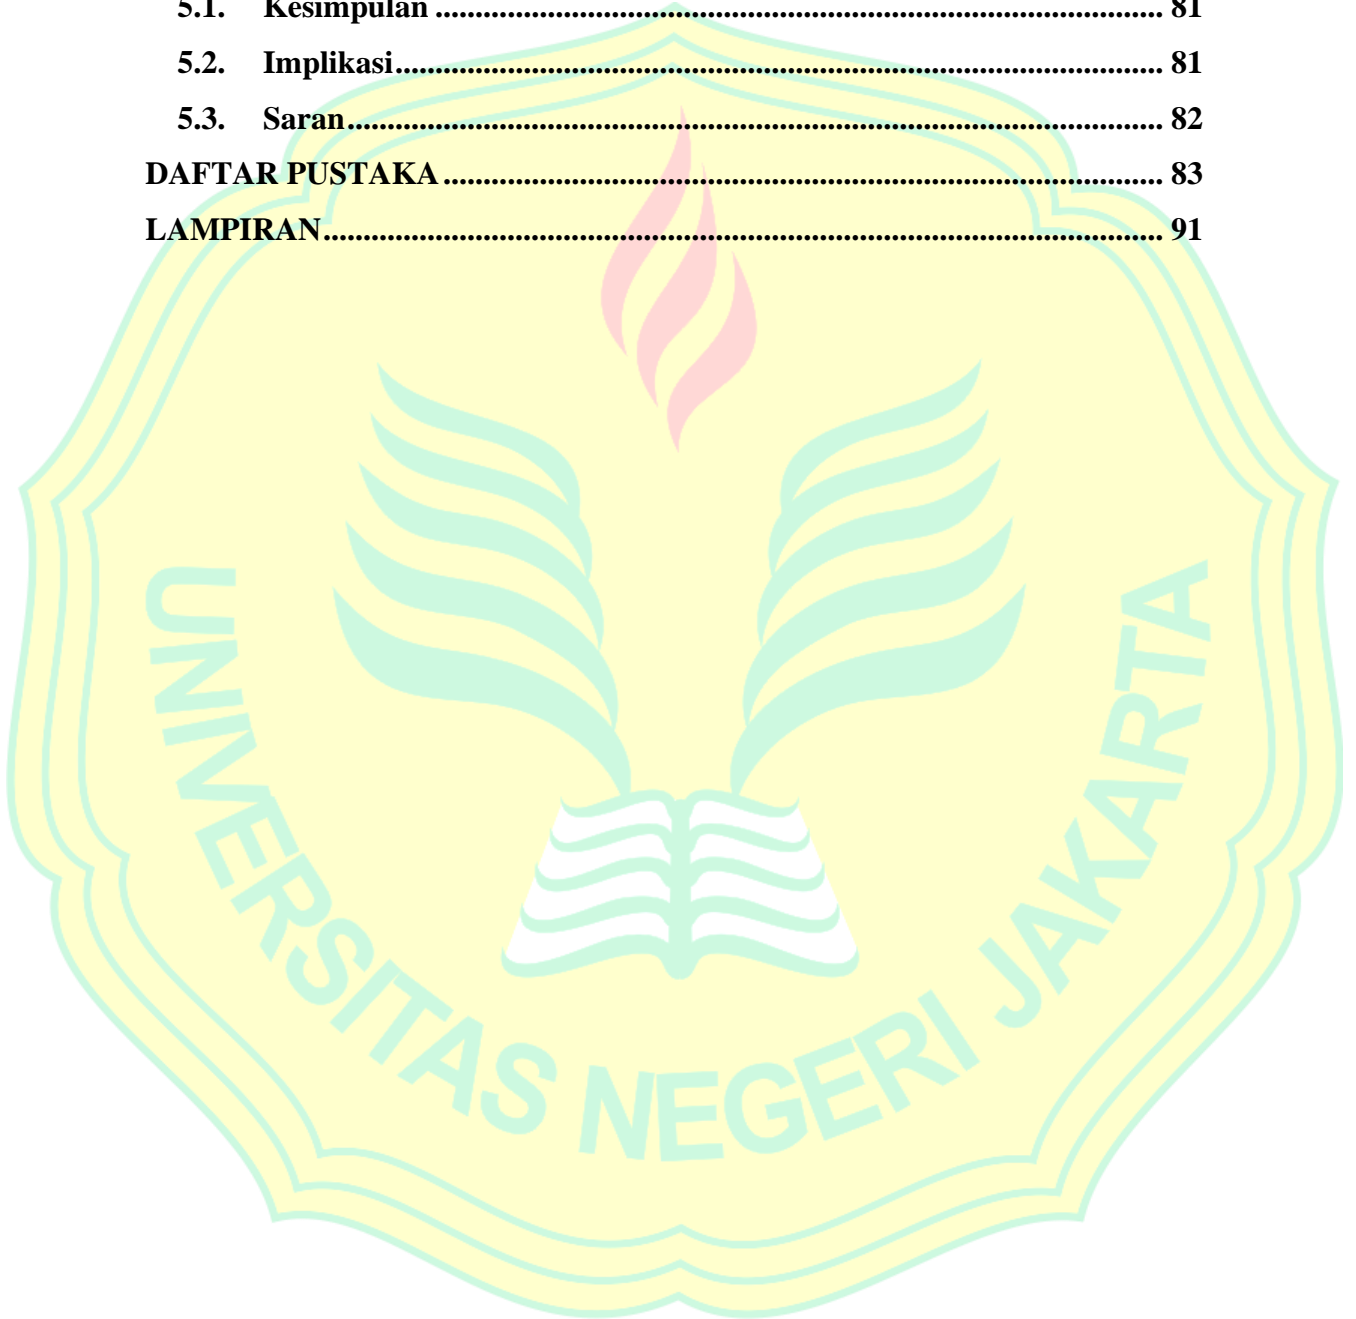 5.1. Kesimpulan ........................................................................................... 81
5.2. Implikasi................................................................................................ 81
5.3. Saran...................................................................................................... 82
DAFTAR PUSTAKA .......................................................................................... 83
LAMPIRAN......................................................................................................... 91
UNIVERSITAS NEGERI JAKARTA